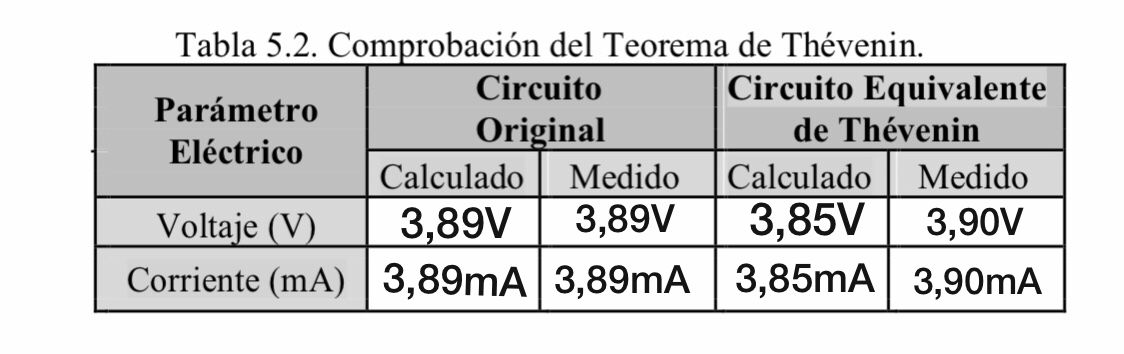 Tabla 5.2. Comprobación del Teorema de Thévenin.
Parámetro
Eléctrico
Circuito
Original
Circuito Equivalente
de Thévenin
Calculado
Medido
Calculado
Medido
Voltaje (V)
3,89V
3,89V
3,85V
3,90V
Corriente (mA)
3,89mA
3,89mA
3,85mA
3,90mA